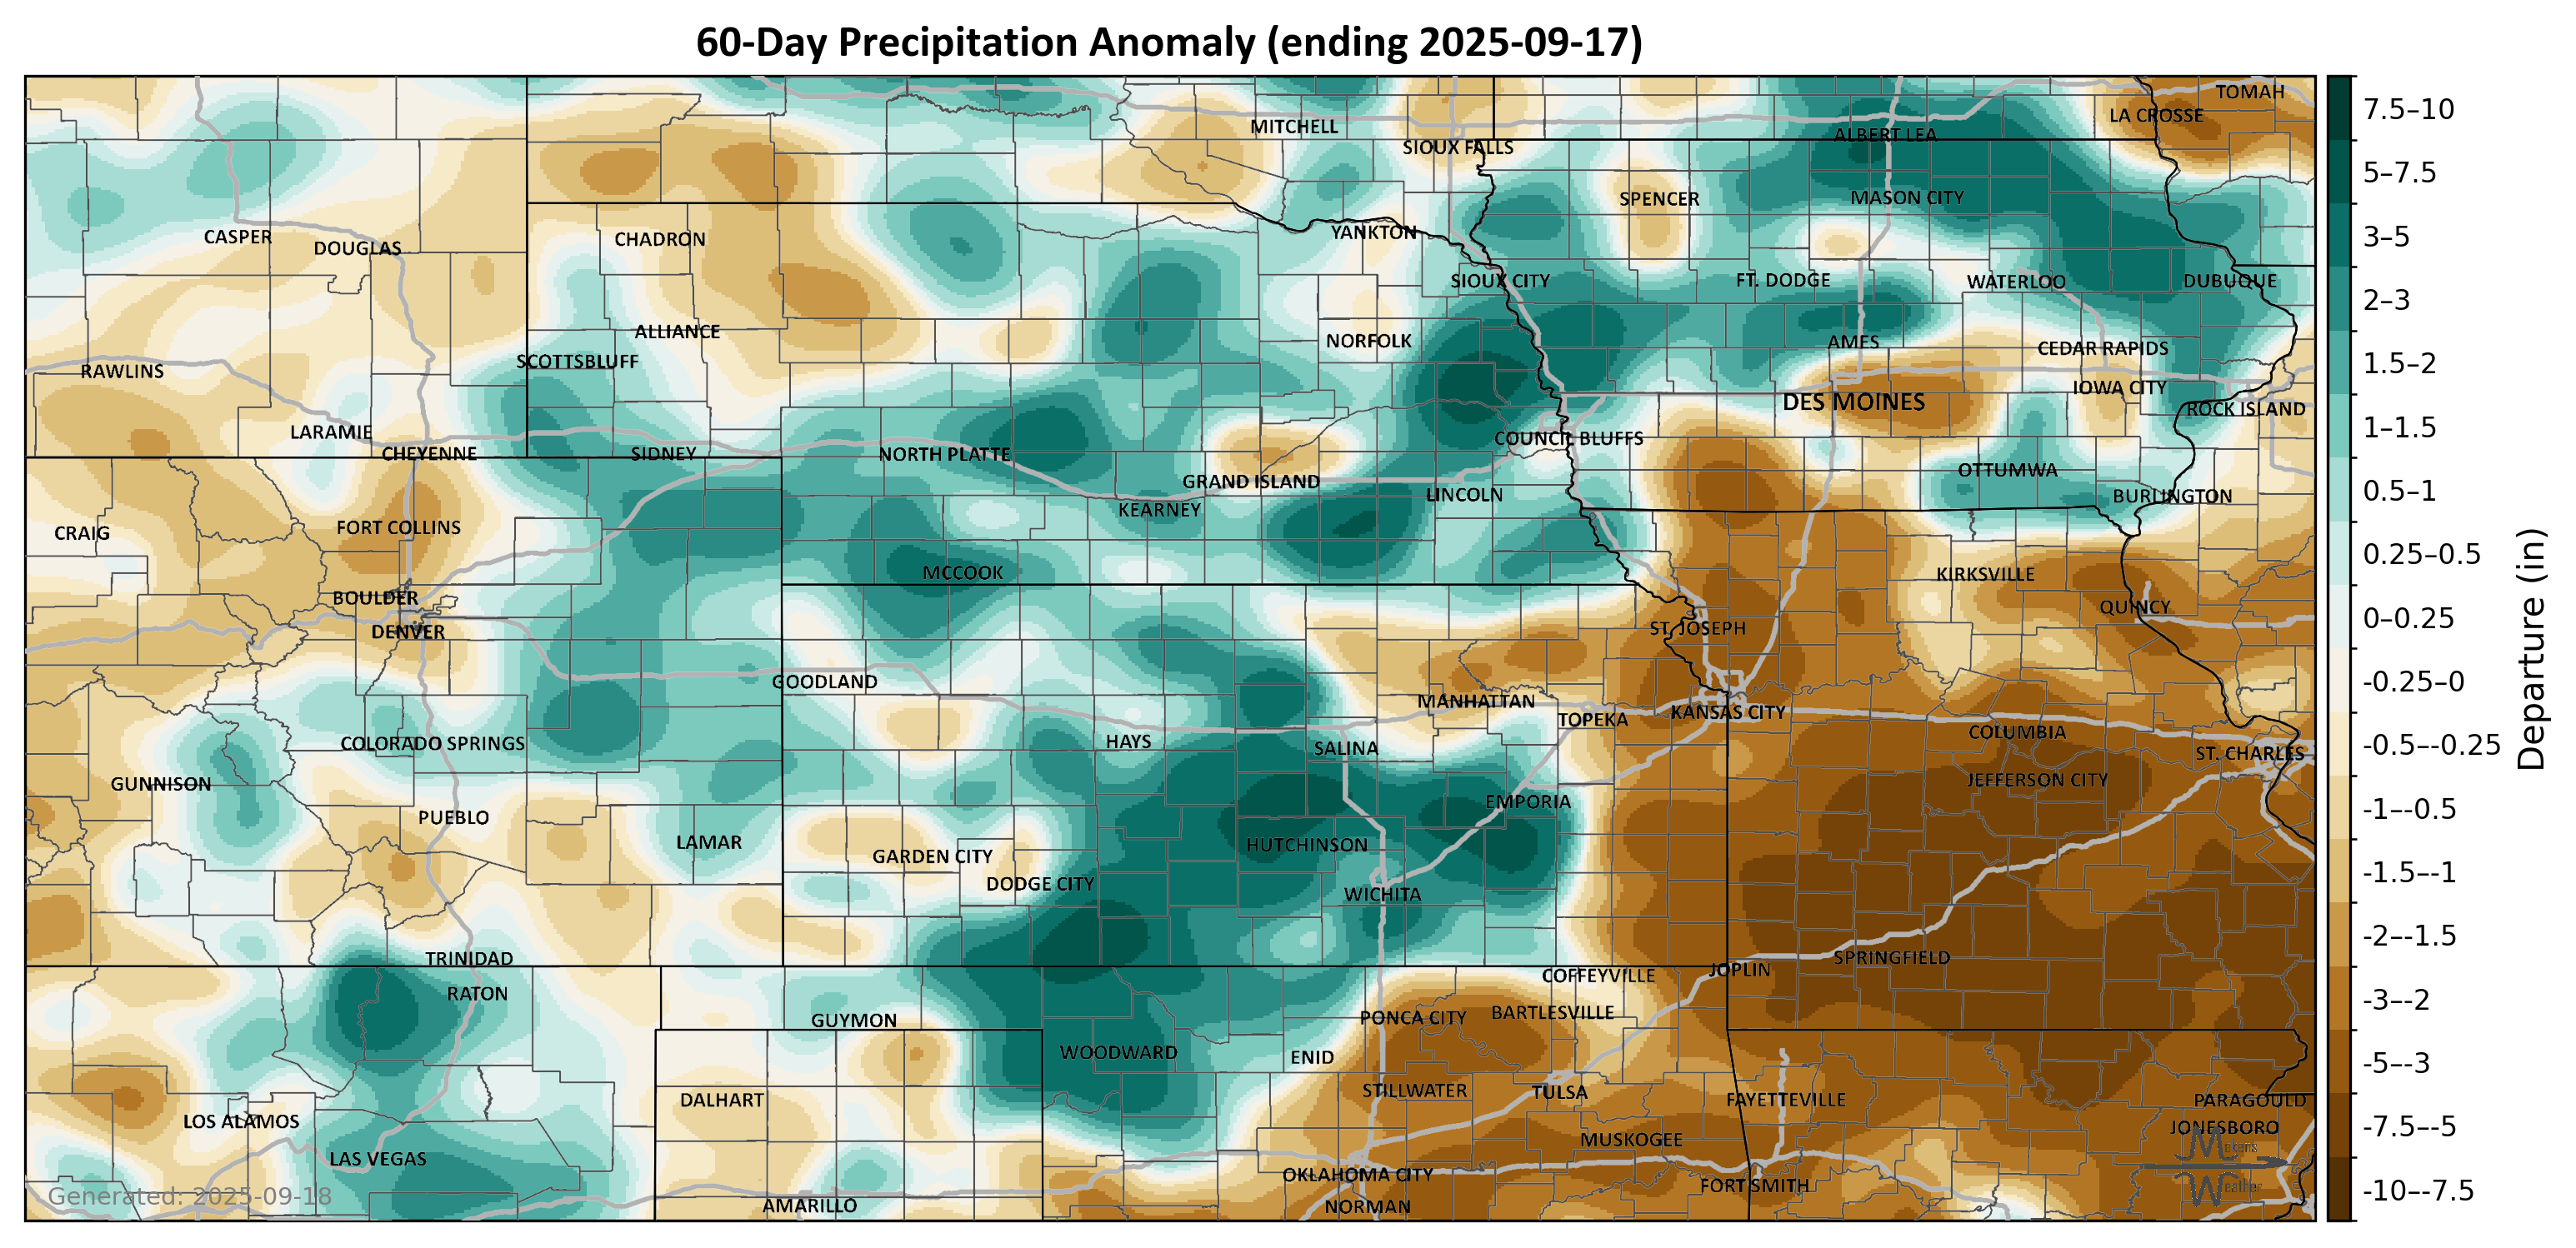 60-Day Precipitation Anomaly (ending 2025-09-17)
TOMAH
LA CROSSE
MITCHELL
ALBERT LEA
SIOUX FALLS
SPENCER
MASON CITY
CASPER
DOUGLAS
CHADRON
YANKTON
SIOUX CITY
FT. DODGE
WATERLOO
DUBUQUE
ALLIANCE
NORFOLK
AMES
CEDAR RAPIDS
SCOTTSBLUFF
RAWLINS
IOWA CITY
DES MOINES
ROCK ISLAND
LARAMIE
COUNCIL BLUFFS
CHEYENNE
SIDNEY
NORTH PLATTE
OTTUMWA
GRAND ISLAND
LINCOLN
BURLINGTON
KEARNEY
CRAIG
FORT COLLINS
MCCOOK
KIRKSVILLE
BOULDER
QUINCY
DENVER
ST. JOSEPH
GOODLAND
MANHATTAN
TOPEKA
KANSAS CITY
COLUMBIA
COLORADO SPRINGS
HAYS
SALINA
ST. CHARLES
GUNNISON
JEFFERSON CITY
PUEBLO
EMPORIA
LAMAR
HUTCHINSON
GARDEN CITY
DODGE CITY
WICHITA
TRINIDAD
SPRINGFIELD
COFFEYVILLE
JOPLIN
RATON
GUYMON
PONCA CITY
BARTLESVILLE
WOODWARD
ENID
STILLWATER
TULSA
DALHART
FAYETTEVILLE
PARAGOULD
LOS ALAMOS
JONESBORO
MUSKOGEE
LAS VEGAS
OKLAHOMA CITY
FORT SMITH
AMARILLO
NORMAN
Generated: 2025-09-18
Makens
Weather
7.5–10
5–7.5
3–5
2–3
1.5–2
1–1.5
0.5–1
0.25–0.5
0–0.25
-0.25–0
-0.5–-0.25
-1–-0.5
-1.5–-1
-2–-1.5
-3–-2
-5–-3
-7.5–-5
-10–-7.5
Departure (in)